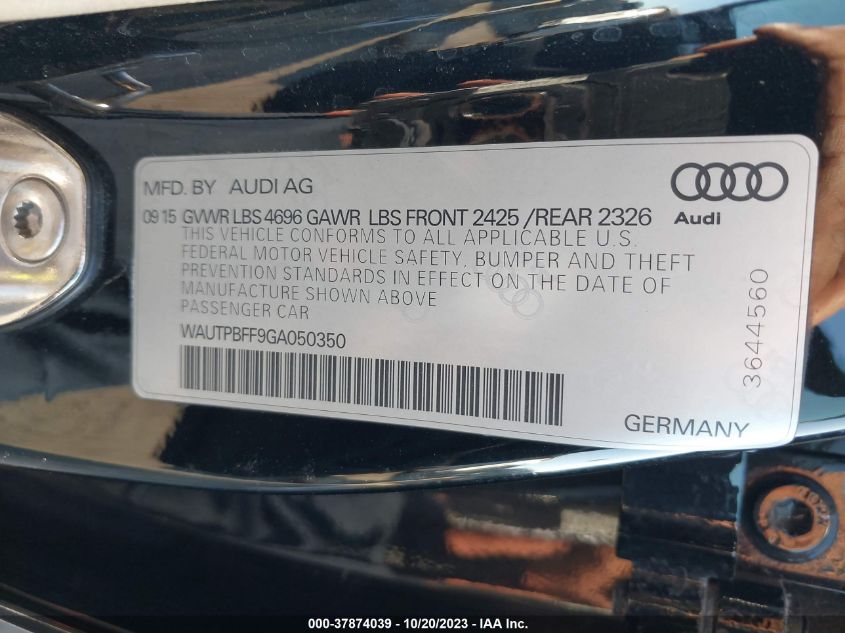 MFD. BY AUDI AG
Audi
09 15 GVWR LBS 4696 GAWR LBS FRONT 2425 /REAR 2326
THIS VEHICLE CONFORMS TO ALL APPLICABLE U.S.
FEDERAL MOTOR VEHICLE SAFETY, BUMPER AND THEFT
PREVENTION STANDARDS IN EFFECT ON THE DATE OF
MANUFACTURE SHOWN ABOVE
PASSENGER CAR
WAUTPBFF9GA050350
3644560
GERMANY
000-37874039 - 10/20/2023 - IAA Inc.